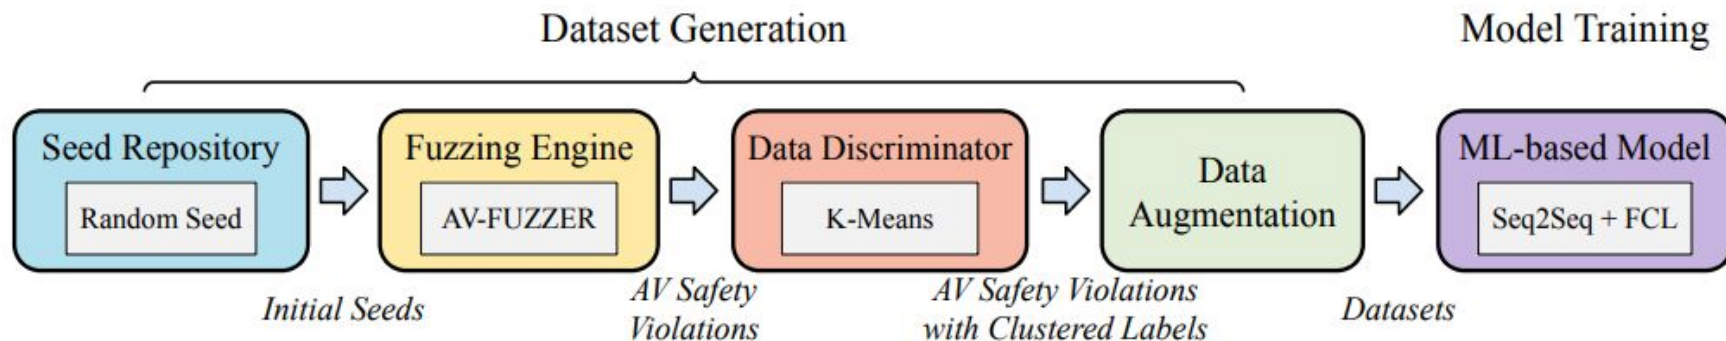 Dataset Generation
Model Training
Seed Repository
Random Seed
Fuzzing Engine
AV-FUZZER
Data Discriminator
K-Means
Data
Augmentation
ML-based Model
Seq2Seq + FCL
Initial Seeds
AV Safety
Violations
AV Safety Violations
with Clustered Labels
Datasets